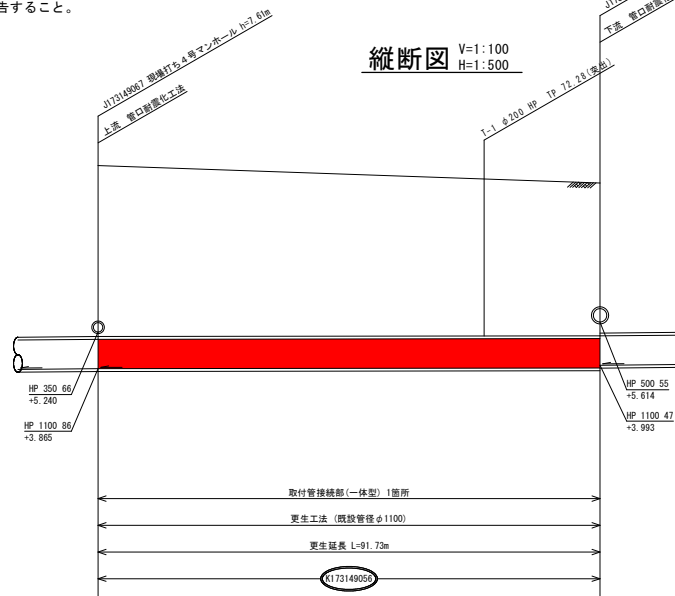 告すること。
J173149067 現場打ち4号マンホール h=7.61m
上流 管口耐震化工法
縦断図 V=1:100
H=1:500
T-1 φ200 HP TP 72.28(突出)
下流 管口耐震
HP 350 66
+5.240
HP 1100 86
+3.865
HP 500 55
+5.614
HP 1100 47
+3.993
取付管接続部(一体型) 1箇所
更生工法 (既設管径φ1100)
更生延長 L=91.73m
K173149056